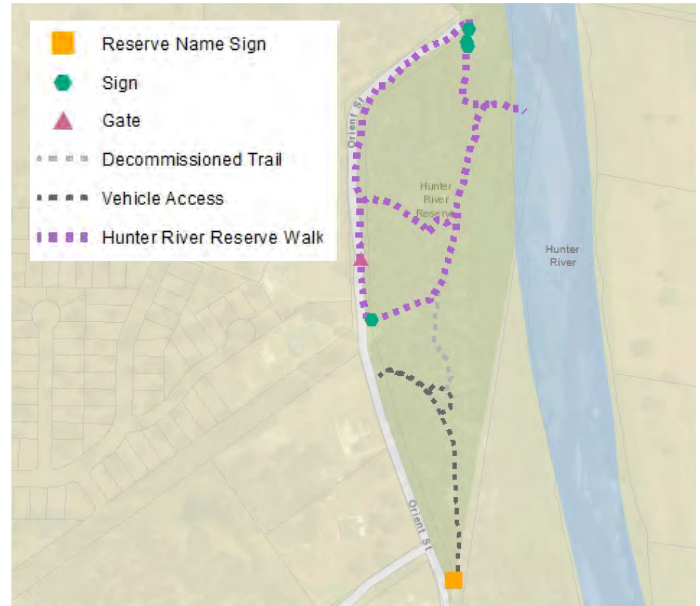 Reserve Name Sign
Sign
Gate
Decommissioned Trail
Vehicle Access
Hunter River Reserve Walk
Orient St
Hunter
River
Reserve
Hunter
River
Orient St